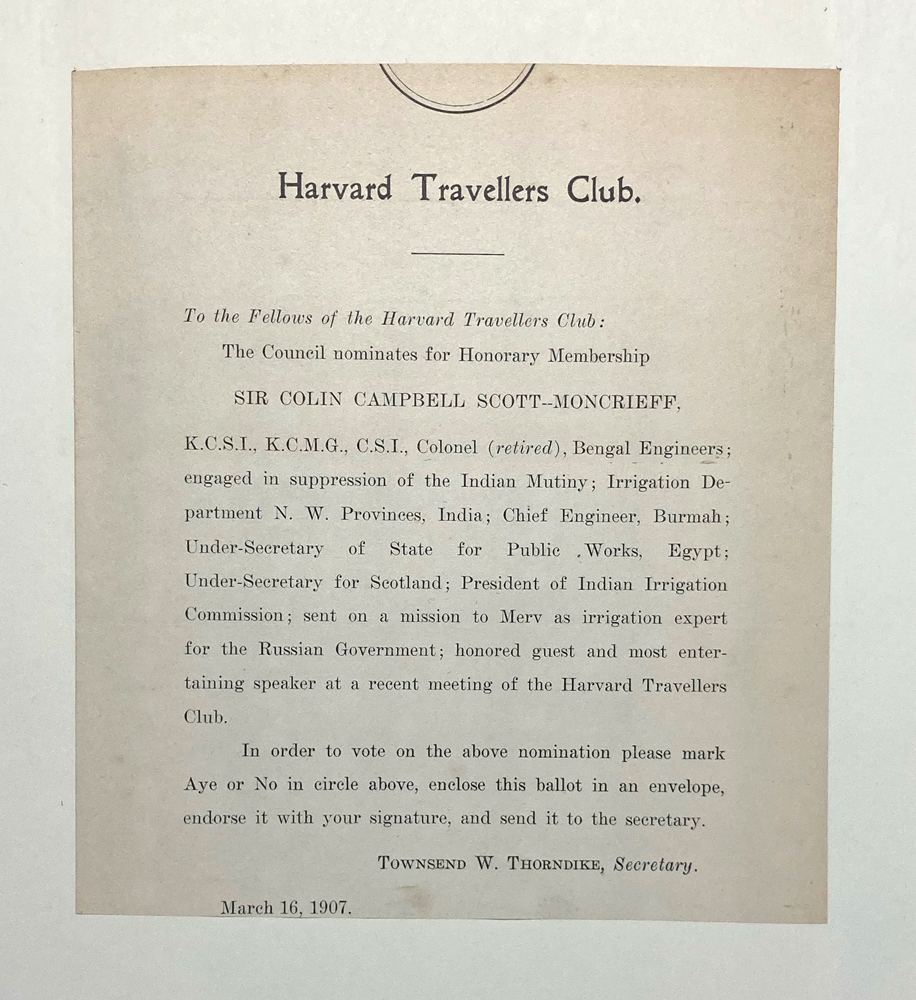 Harvard Travellers Club.
To the Fellows of the Harvard Travellers Club:
The Council nominates for Honorary Membership
SIR COLIN CAMPBELL SCOTT--MONCRIEFF,
K.C.S.I., K.C.M.G., C.S.I., Colonel (retired), Bengal Engineers;
engaged in suppression of the Indian Mutiny; Irrigation De-
partment N. W. Provinces, India; Chief Engineer, Burmah;
Under-Secretary of State for Public Works, Egypt;
Under-Secretary for Scotland; President of Indian Irrigation
Commission; sent on a mission to Merv as irrigation expert
for the Russian Government; honored guest and most enter-
taining speaker at a recent meeting of the Harvard Travellers
Club.
In order to vote on the above nomination please mark
Aye or No in circle above, enclose this ballot in an envelope,
endorse it with your signature, and send it to the secretary.
TOWNSEND W. THORNDIKE, Secretary.
March 16, 1907.